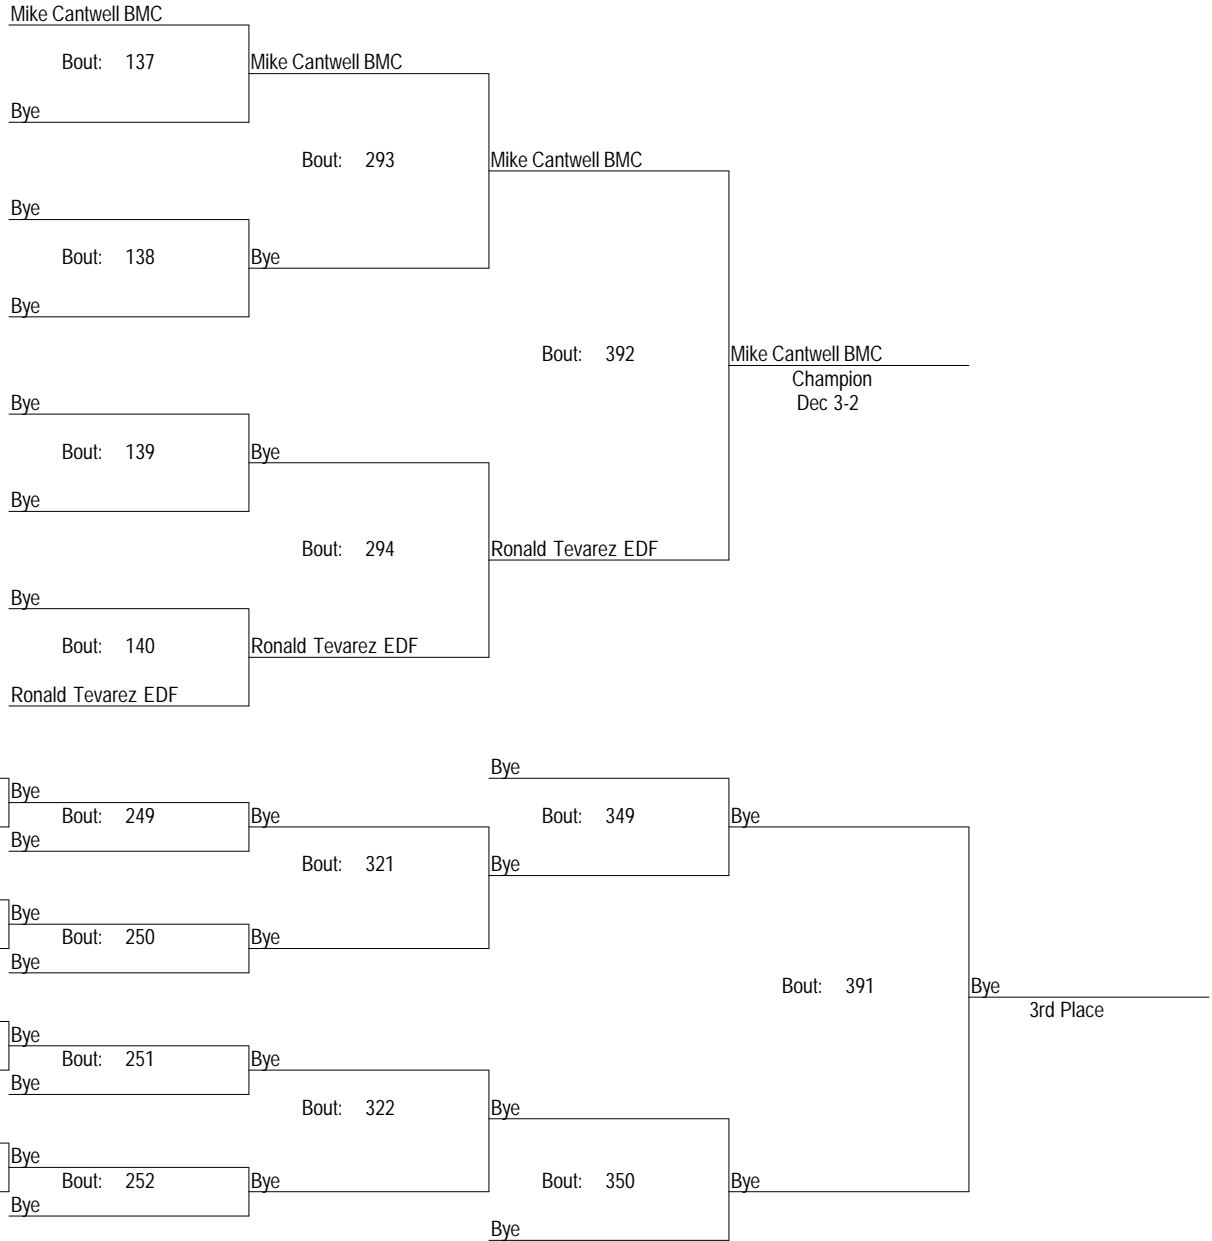 Mike Cantwell BMC
Bout: 137 Mike Cantwell BMC
Bye
Bout: 293 Mike Cantwell BMC
Bye
Bout: 138 Bye
Bye
Bout: 392 Mike Cantwell BMC
Champion
Bye Dec 3-2
Bout: 139 Bye
Bye
Bout: 294 Ronald Tevarez EDF
Bye
Bout: 140 Ronald Tevarez EDF
Ronald Tevarez EDF
Bye
Bye
Bout: 249 Bye Bout: 349 Bye
Bye
Bout: 321 Bye
Bye
Bout: 250 Bye
Bye
Bout: 391 Bye
3rd Place
Bye
Bout: 251 Bye
Bye
Bout: 322 Bye
Bye
Bout: 252 Bye Bout: 350 Bye
Bye
Bye